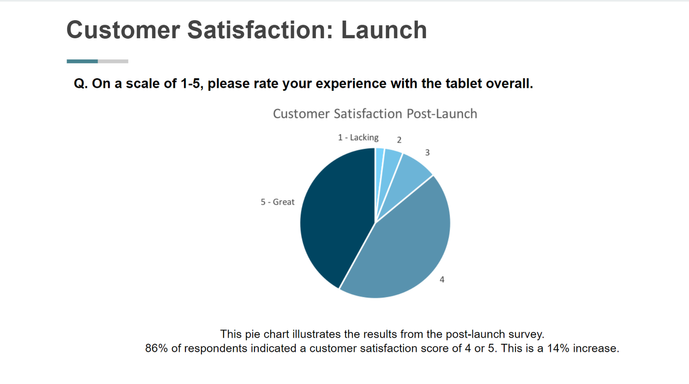 Customer Satisfaction: Launch
Q. On a scale of 1-5, please rate your experience with the tablet overall.
Customer Satisfaction Post-Launch
1 - Lacking
2
3
5 - Great
4
This pie chart illustrates the results from the post-launch survey.
86% of respondents indicated a customer satisfaction score of 4 or 5. This is a 14% increase.